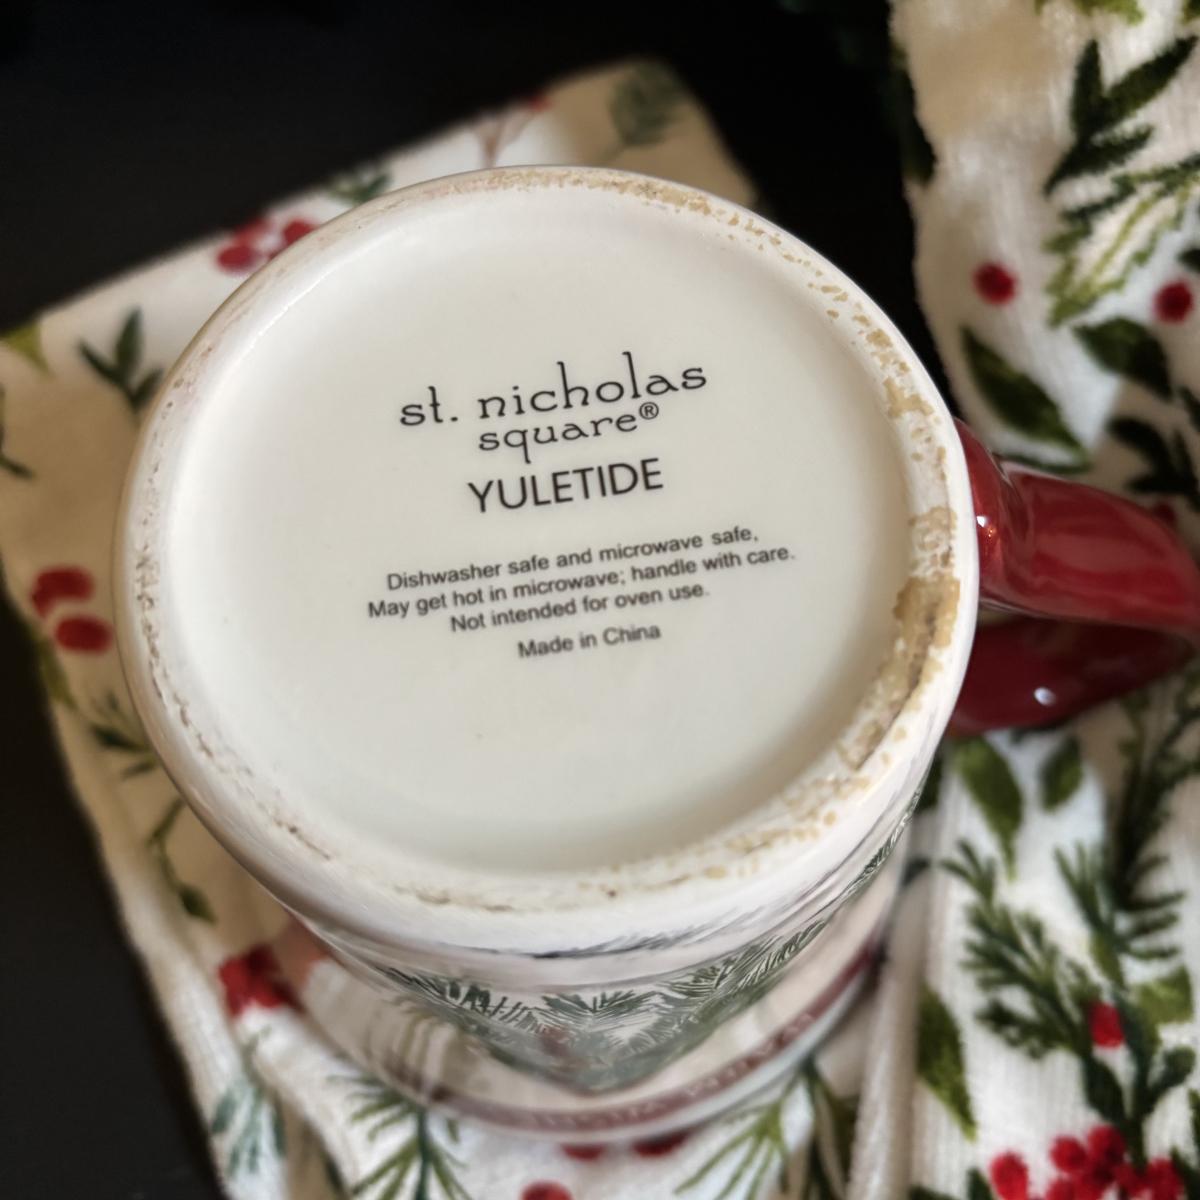 st. nicholas
square®
YULETIDE
Dishwasher safe and microwave safe,
May get hot in microwave; handle with care.
Not intended for oven use.
Made in China